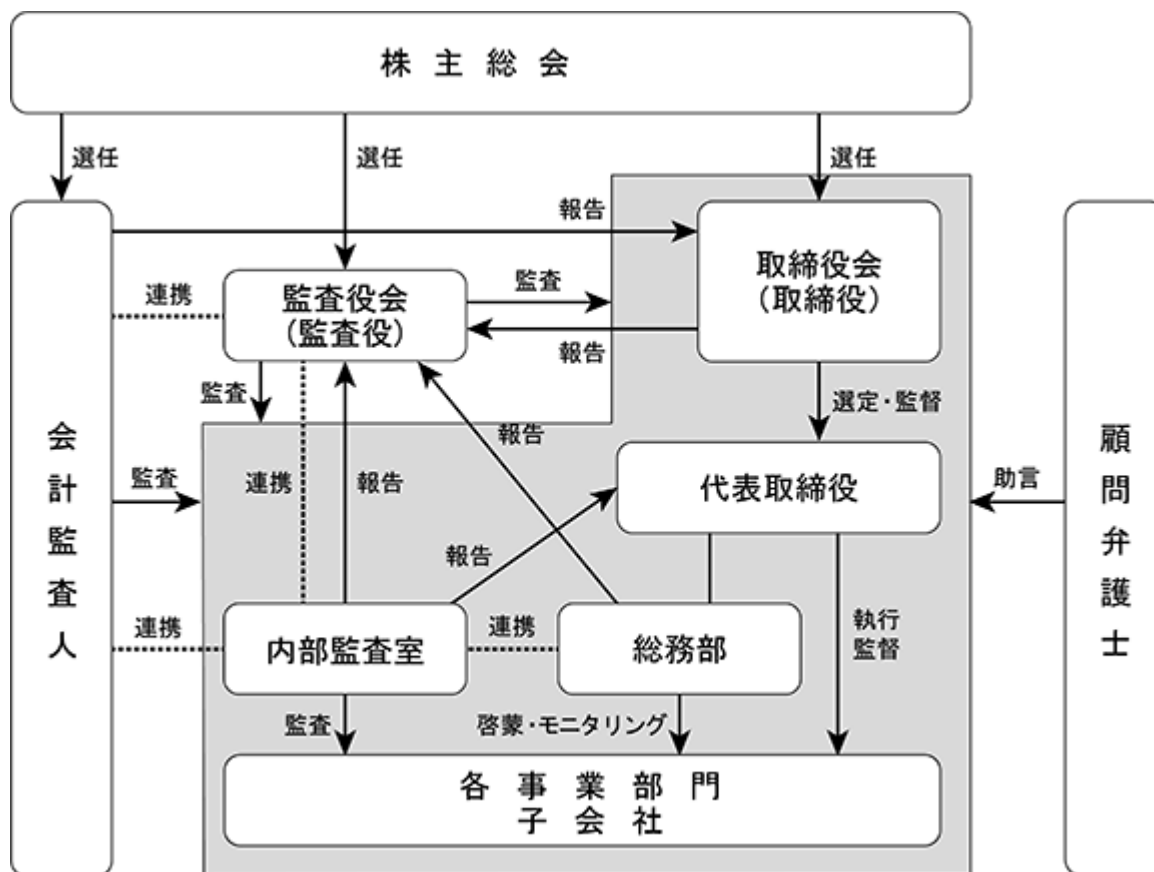 株主総会
選任
選任
選任
報告
取締役会
(取締役)
連携
監査役会
(監査役)
監査
報告
監査
選定・監督
報告
会計監査人
監査
連携
報告
代表取締役
助言
顧問弁護士
報告
連携
内部監査室
連携
総務部
執行
監督
監査
啓蒙・モニタリング
各事業部門
子会社